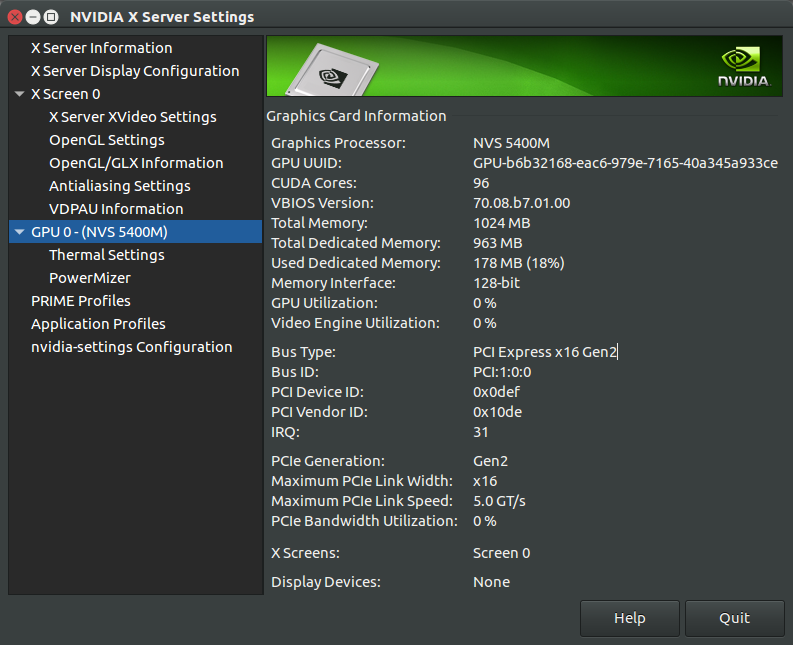 NVIDIA X Server Settings
X Server Information
X Server Display Configuration
X Screen 0
X Server XVideo Settings
OpenGL Settings
OpenGL/GLX Information
Antialiasing Settings
VDPAU Information
GPU 0 - (NVS 5400M)
Thermal Settings
PowerMizer
PRIME Profiles
Application Profiles
nvidia-settings Configuration
NVIDIA.
Graphics Card Information
Graphics Processor: NVS 5400M
GPU UUID: GPU-b6b32168-eac6-979e-7165-40a345a933ce
CUDA Cores: 96
VBIOS Version: 70.08.b7.01.00
Total Memory: 1024 MB
Total Dedicated Memory: 963 MB
Used Dedicated Memory: 178 MB (18%)
Memory Interface: 128-bit
GPU Utilization: 0 %
Video Engine Utilization: 0 %
Bus Type: PCI Express x16 Gen2
Bus ID: PCI:1:0:0
PCI Device ID: 0x0def
PCI Vendor ID: 0x10de
IRQ: 31
PCIe Generation: Gen2
Maximum PCIe Link Width: x16
Maximum PCIe Link Speed: 5.0 GT/s
PCIe Bandwidth Utilization: 0 %
X Screens: Screen 0
Display Devices: None
Help
Quit